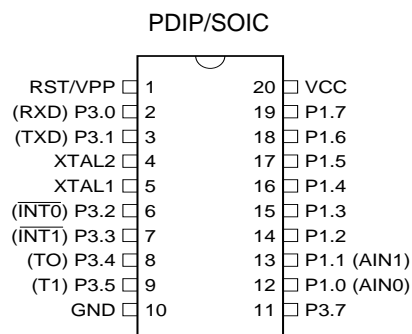 PDIP/SOIC
RST/VPP 1 20 VCC
(RXD) P3.0 2 19 P1.7
(TXD) P3.1 3 18 P1.6
XTAL2 4 17 P1.5
XTAL1 5 16 P1.4
(I̅N̅T̅0̅) P3.2 6 15 P1.3
(I̅N̅T̅1̅) P3.3 7 14 P1.2
(TO) P3.4 8 13 P1.1 (AIN1)
(T1) P3.5 9 12 P1.0 (AIN0)
GND 10 11 P3.7